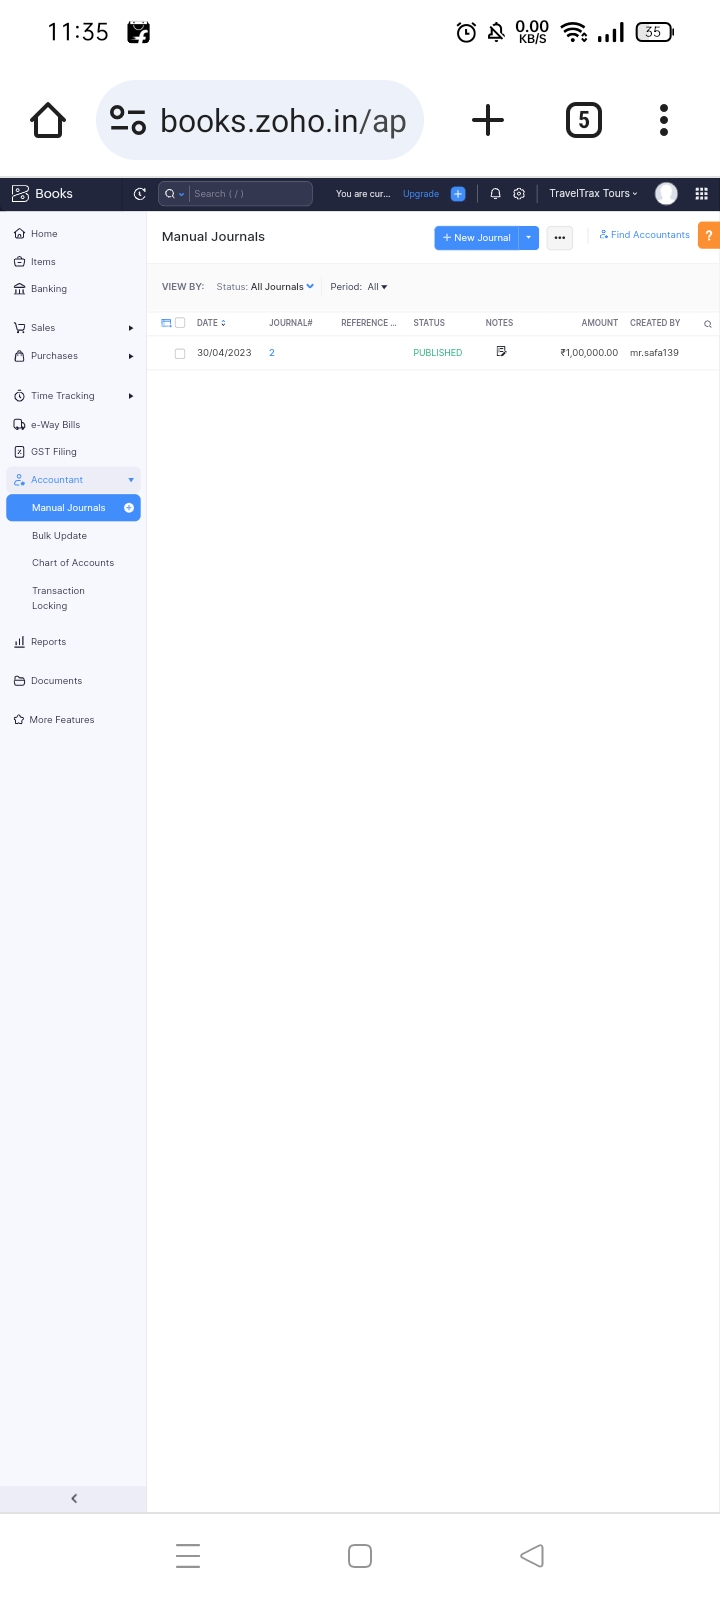 11:35
0.00
KB/S
35
books.zoho.in/ap
5
Books
Search ( / )
You are cur...
Upgrade
TravelTrax Tours
Home
Items
Banking
Sales
Purchases
Time Tracking
e-Way Bills
GST Filing
Accountant
Manual Journals
Bulk Update
Chart of Accounts
Transaction
Locking
Reports
Documents
More Features
Manual Journals
+ New Journal
Find Accountants
?
VIEW BY: Status: All Journals Period: All
DATE JOURNAL# REFERENCE ... STATUS NOTES AMOUNT CREATED BY
30/04/2023 2 PUBLISHED ₹1,00,000.00 mr.safa139